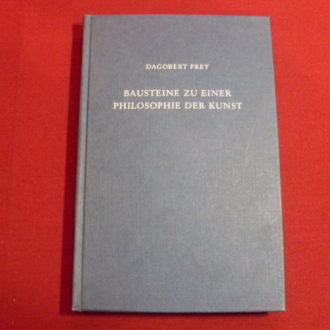 DAGOBERT FREY
BAUSTEINE ZU EINER
PHILOSOPHIE DER KUNST